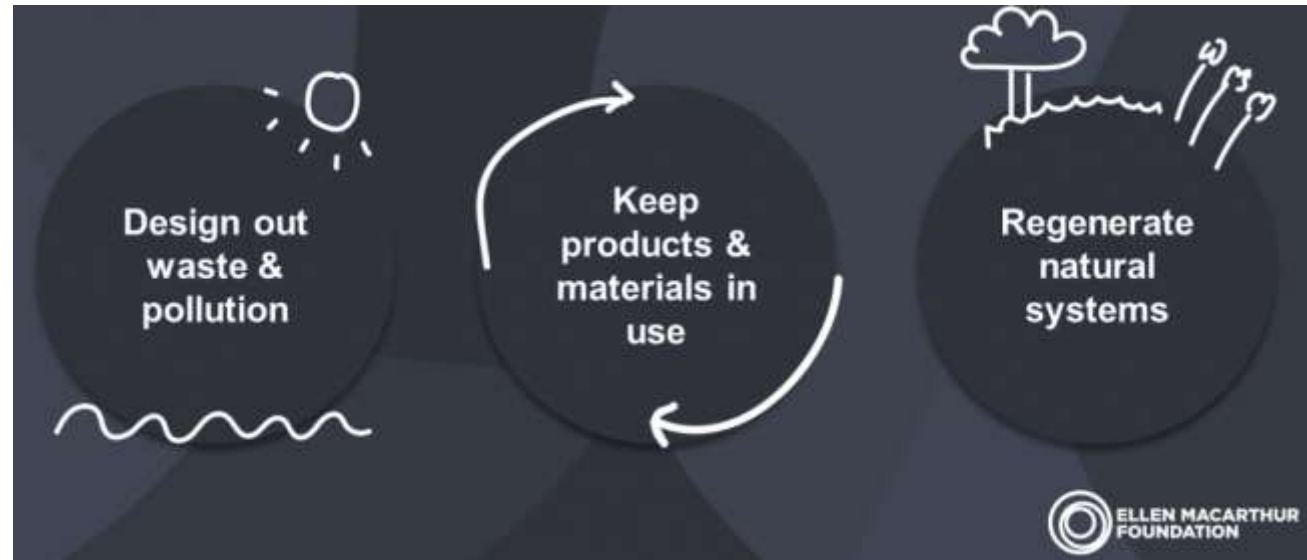 Design out
waste &
pollution
Keep
products &
materials in
use
Regenerate
natural
systems
ELLEN MACARTHUR
FOUNDATION